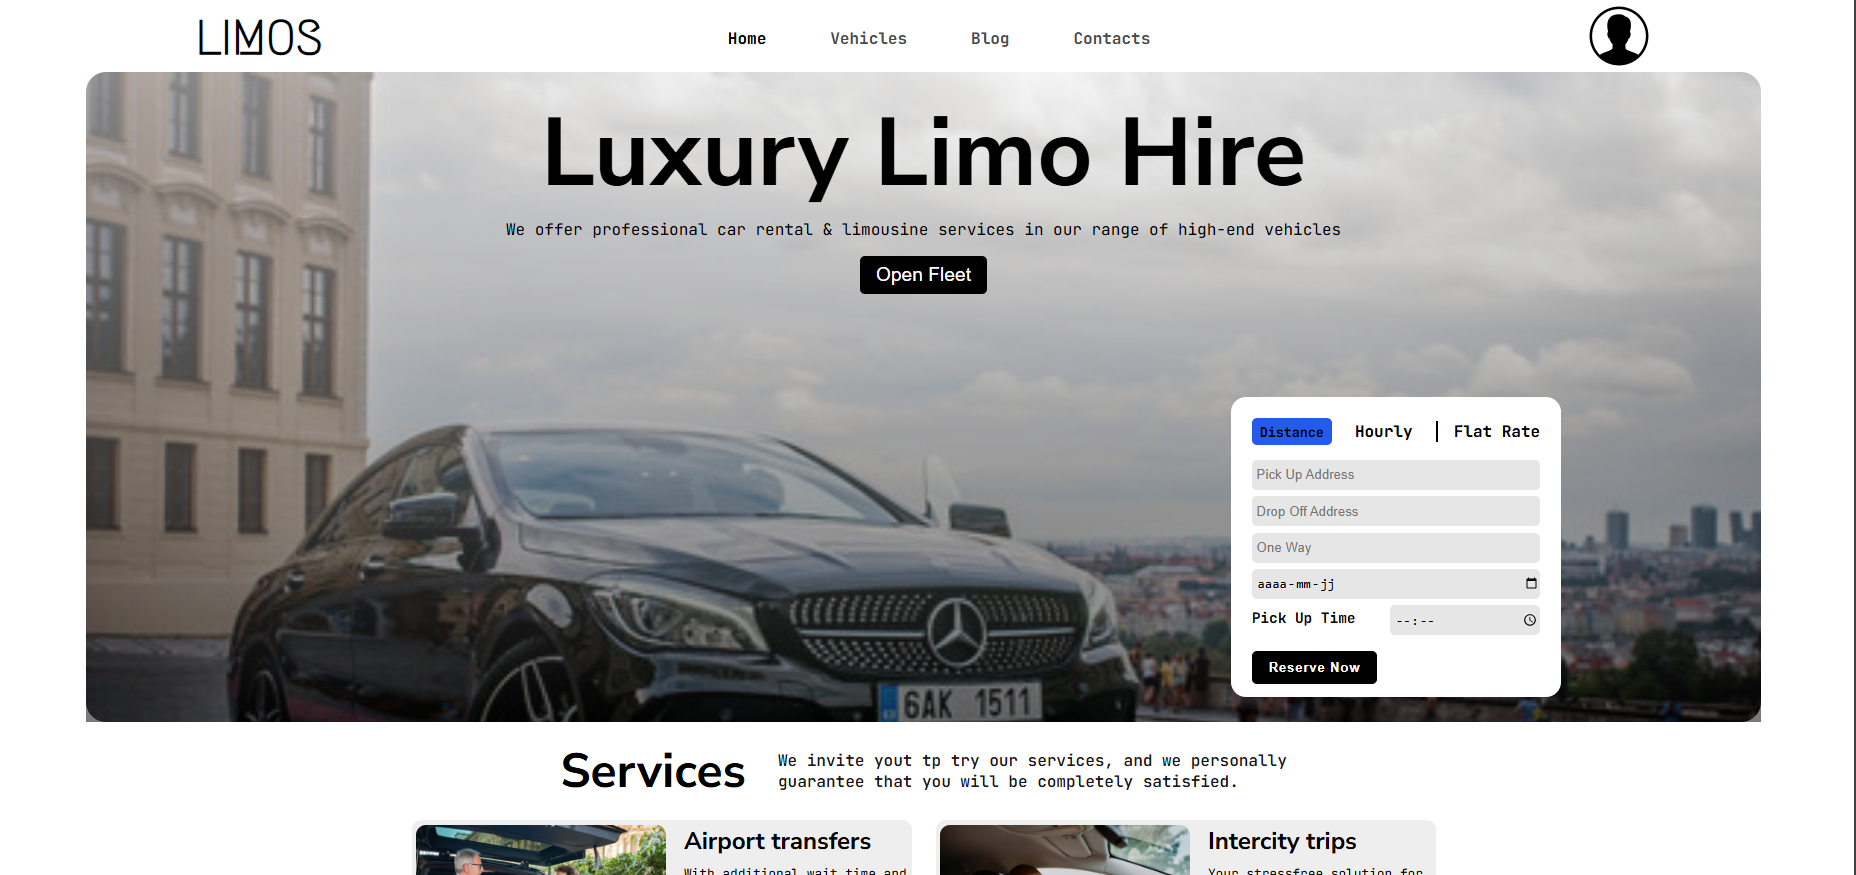 LIMOS
Home
Vehicles
Blog
Contacts
Luxury Limo Hire
We offer professional car rental & limousine services in our range of high-end vehicles
Open Fleet
Distance
Hourly
Flat Rate
Pick Up Address
Drop Off Address
One Way
aaaa-mm-jj
Pick Up Time
--:--
Reserve Now
6AK 1511
Services
We invite yout tp try our services, and we personally
guarantee that you will be completely satisfied.
Airport transfers
With additional wait time and
Intercity trips
Your stressfree solution for